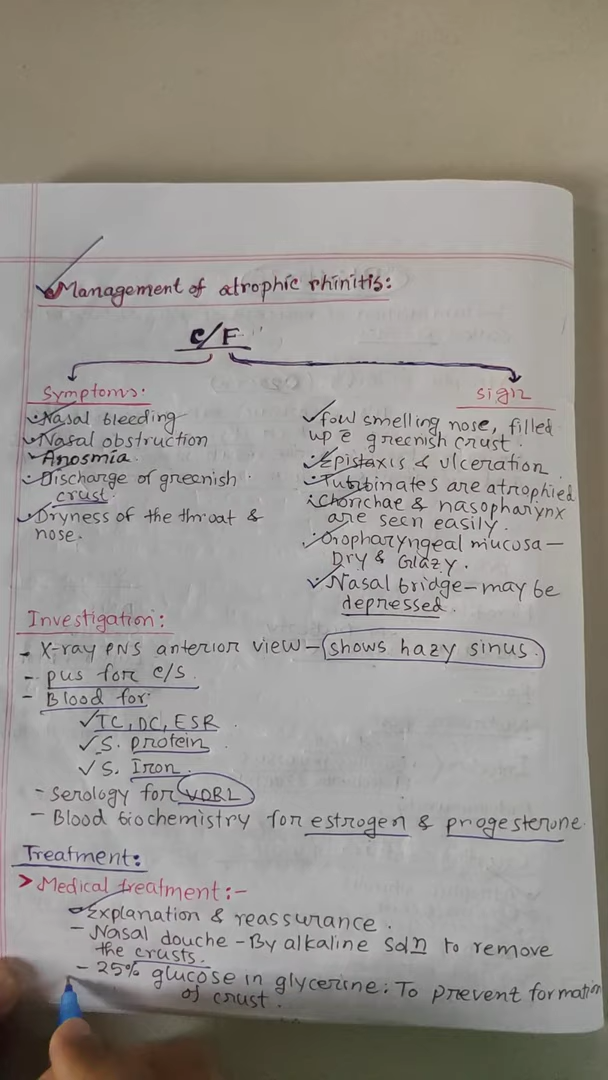 Management of atrophic rhinitis:
C/F
Symptoms:
Nasal bleeding
Nasal obstruction
Anosmia.
Discharge of greenish
crust.
Dryness of the throat &
nose.
Sign
foul smelling nose, filled
up c̄ greenish crust.
Epistaxis & ulceration
Turbinates are atrophied
Chonchae & nasopharynx
are seen easily.
Oropharyngeal mucosa—
Dry & Glazy.
Nasal bridge—may be
depressed.
Investigation:
- X-ray PNS anterior view—shows hazy sinus.
- pus for c/s.
- Blood for:
✓TC, DC, ESR
✓S. protein
✓S. Iron.
- Serology for VDRL
- Blood biochemistry for estrogen & progesterone.
Treatment:
> Medical treatment:-
- Explanation & reassurance.
- Nasal douche - By alkaline soln to remove
the crusts.
- 25% glucose in glycerine: To prevent formation
of crust.